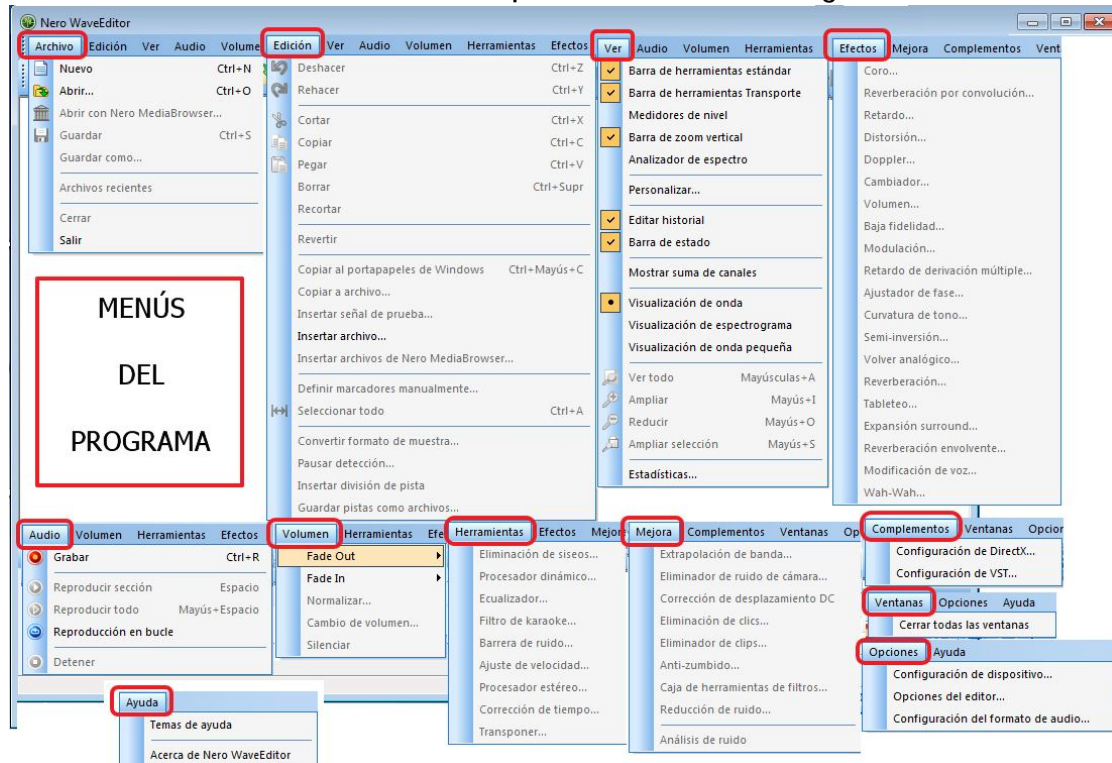 Nero WaveEditor
Archivo Edición Ver Audio Volume
Nuevo Ctrl+N
Abrir... Ctrl+O
Abrir con Nero MediaBrowser...
Guardar Ctrl+S
Guardar como...
Archivos recientes
Cerrar
Salir
MENÚS
DEL
PROGRAMA
Edición Ver Audio Volumen Herramientas Efectos
Deshacer Ctrl+Z
Rehacer Ctrl+Y
Cortar Ctrl+X
Copiar Ctrl+C
Pegar Ctrl+V
Borrar Ctrl+Supr
Recortar
Revertir
Copiar al portapapeles de Windows Ctrl+Mayús+C
Copiar a archivo...
Insertar señal de prueba...
Insertar archivo...
Insertar archivos de Nero MediaBrowser...
Definir marcadores manualmente...
Seleccionar todo Ctrl+A
Convertir formato de muestra...
Pausar detección...
Insertar división de pista
Guardar pistas como archivos...
Ver Audio Volumen Herramientas
Barra de herramientas estándar
Barra de herramientas Transporte
Medidores de nivel
Barra de zoom vertical
Analizador de espectro
Personalizar...
Editar historial
Barra de estado
Mostrar suma de canales
Visualización de onda
Visualización de espectrograma
Visualización de onda pequeña
Ver todo Mayúsculas+A
Ampliar Mayús+I
Reducir Mayús+O
Ampliar selección Mayús+S
Estadísticas...
Efectos Mejora Complementos Vent
Coro...
Reverberación por convolución...
Retardo...
Distorsión...
Doppler...
Cambiador...
Volumen...
Baja fidelidad...
Modulación...
Retardo de derivación múltiple...
Ajustador de fase...
Curvatura de tono...
Semi-inversión...
Volver analógico...
Reverberación...
Tableteo...
Expansión surround...
Reverberación envolvente...
Modificación de voz...
Wah-Wah...
Audio Volumen Herramientas Efectos
Grabar Ctrl+R
Reproducir sección Espacio
Reproducir todo Mayús+Espacio
Reproducción en bucle
Detener
Volumen Herramientas Efe
Fade Out
Fade In
Normalizar...
Cambio de volumen...
Silenciar
Herramientas Efectos Mejor
Eliminación de siseos...
Procesador dinámico...
Ecualizador...
Filtro de karaoke...
Barrera de ruido...
Ajuste de velocidad...
Procesador estéreo...
Corrección de tiempo...
Transponer...
Mejora Complementos Ventanas Op
Extrapolación de banda...
Eliminador de ruido de cámara...
Corrección de desplazamiento DC
Eliminación de clics...
Eliminador de clips...
Anti-zumbido...
Caja de herramientas de filtros...
Reducción de ruido...
Análisis de ruido
Complementos Ventanas Opcior
Configuración de DirectX...
Configuración de VST...
Ventanas Opciones Ayuda
Cerrar todas las ventanas
Opciones Ayuda
Configuración de dispositivo...
Opciones del editor...
Configuración del formato de audio...
Ayuda
Temas de ayuda
Acerca de Nero WaveEditor